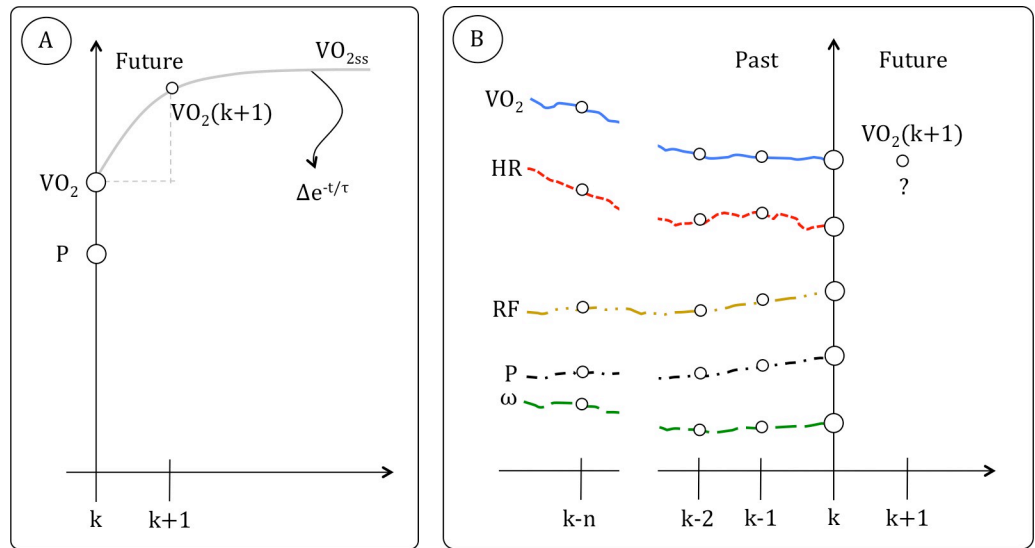 A
Future
VO₂ss
VO₂(k+1)
VO₂
Δe⁻ᵗ/τ
P
k
k+1
B
Past
Future
VO₂
VO₂(k+1)
?
HR
RF
P
ω
k-n
k-2
k-1
k
k+1